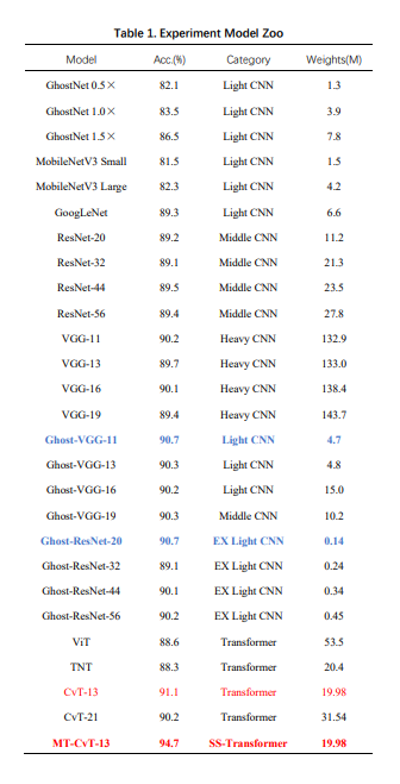 Table 1. Experiment Model Zoo
Model Acc.(%) Category Weights(M)
GhostNet 0.5× 82.1 Light CNN 1.3
GhostNet 1.0× 83.5 Light CNN 3.9
GhostNet 1.5× 86.5 Light CNN 7.8
MobileNetV3 Small 81.5 Light CNN 1.5
MobileNetV3 Large 82.3 Light CNN 4.2
GoogLeNet 89.3 Light CNN 6.6
ResNet-20 89.2 Middle CNN 11.2
ResNet-32 89.1 Middle CNN 21.3
ResNet-44 89.5 Middle CNN 23.5
ResNet-56 89.4 Middle CNN 27.8
VGG-11 90.2 Heavy CNN 132.9
VGG-13 89.7 Heavy CNN 133.0
VGG-16 90.1 Heavy CNN 138.4
VGG-19 89.4 Heavy CNN 143.7
Ghost-VGG-11 90.7 Light CNN 4.7
Ghost-VGG-13 90.3 Light CNN 4.8
Ghost-VGG-16 90.2 Light CNN 15.0
Ghost-VGG-19 90.3 Middle CNN 10.2
Ghost-ResNet-20 90.7 EX Light CNN 0.14
Ghost-ResNet-32 89.1 EX Light CNN 0.24
Ghost-ResNet-44 90.1 EX Light CNN 0.34
Ghost-ResNet-56 90.2 EX Light CNN 0.45
ViT 88.6 Transformer 53.5
TNT 88.3 Transformer 20.4
CvT-13 91.1 Transformer 19.98
CvT-21 90.2 Transformer 31.54
MT-CvT-13 94.7 SS-Transformer 19.98